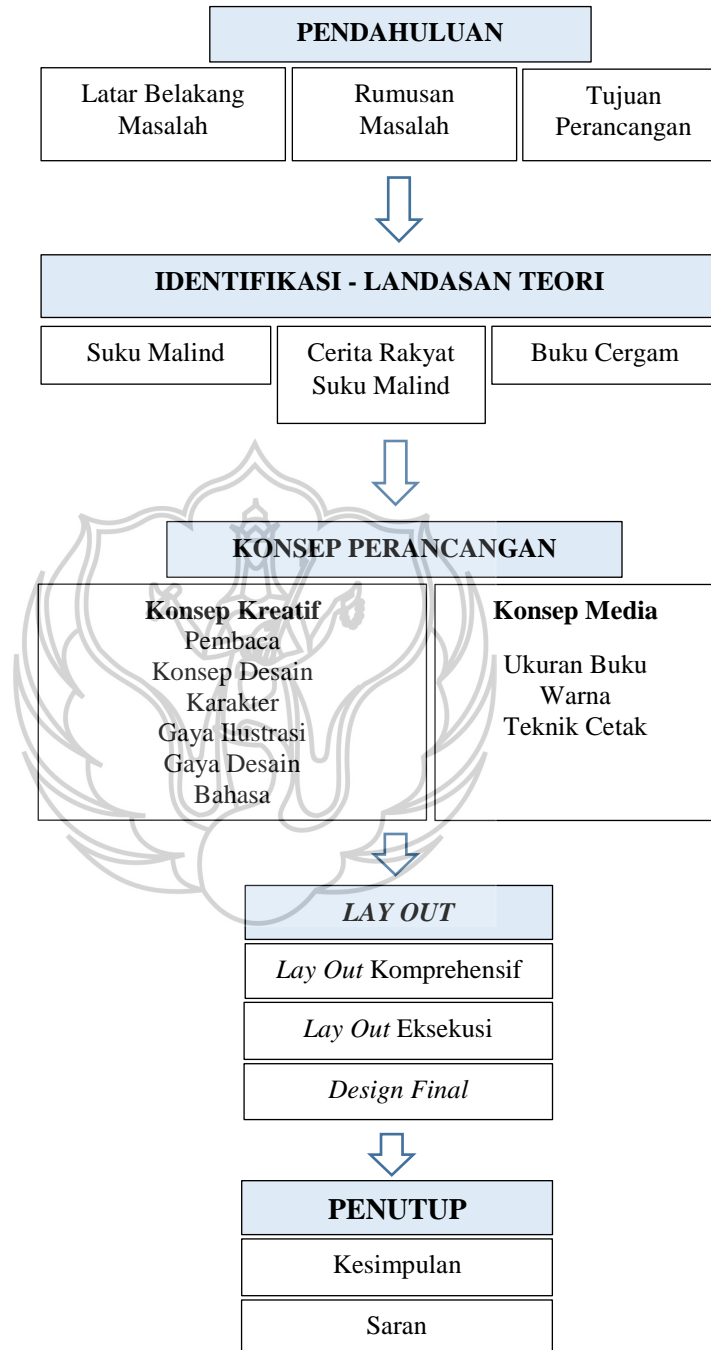 PENDAHULUAN
Latar Belakang
Masalah
Rumusan
Masalah
Tujuan
Perancangan
IDENTIFIKASI - LANDASAN TEORI
Suku Malind
Cerita Rakyat
Suku Malind
Buku Cergam
KONSEP PERANCANGAN
Konsep Kreatif
Pembaca
Konsep Desain
Karakter
Gaya Ilustrasi
Gaya Desain
Bahasa
Konsep Media
Ukuran Buku
Warna
Teknik Cetak
LAY OUT
Lay Out Komprehensif
Lay Out Eksekusi
Design Final
PENUTUP
Kesimpulan
Saran